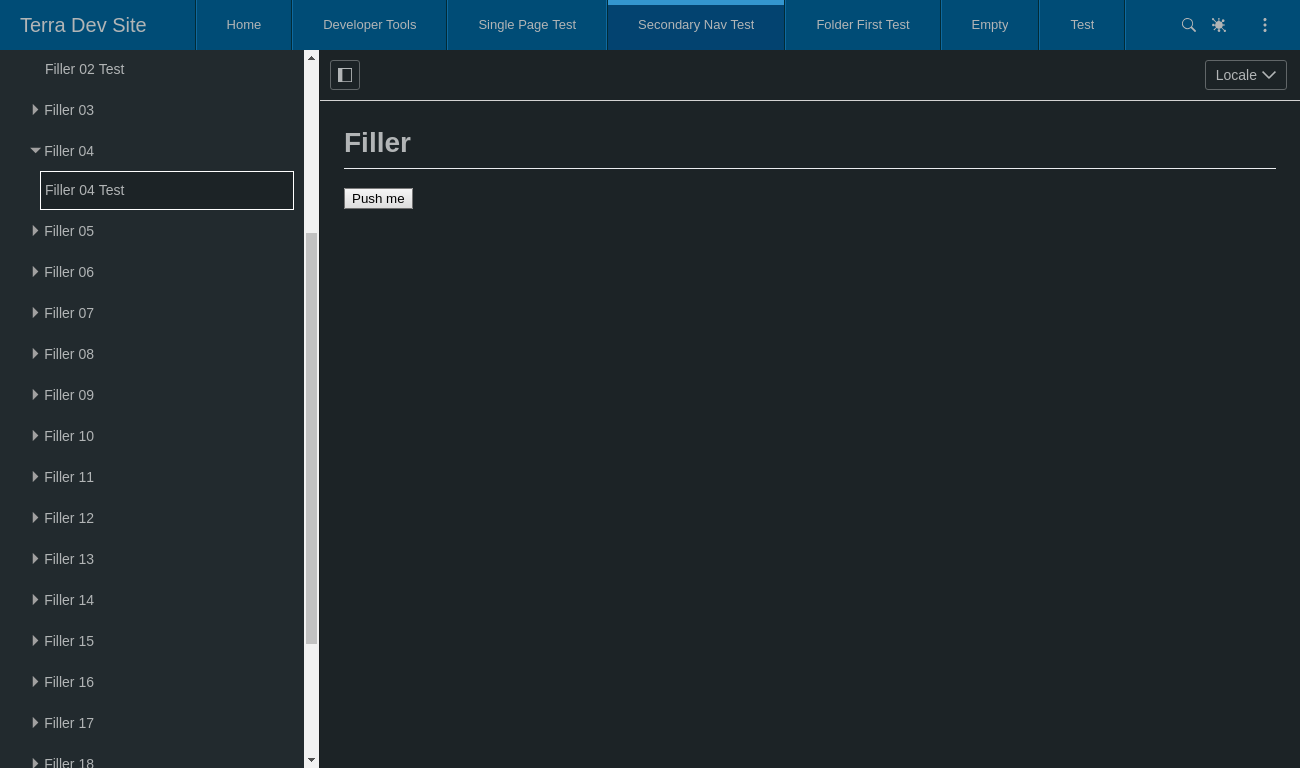 Terra Dev Site
Home
Developer Tools
Single Page Test
Secondary Nav Test
Folder First Test
Empty
Test
Filler 02 Test
Filler 03
Filler 04
Filler 04 Test
Filler 05
Filler 06
Filler 07
Filler 08
Filler 09
Filler 10
Filler 11
Filler 12
Filler 13
Filler 14
Filler 15
Filler 16
Filler 17
Filler 18
Locale
Filler
Push me